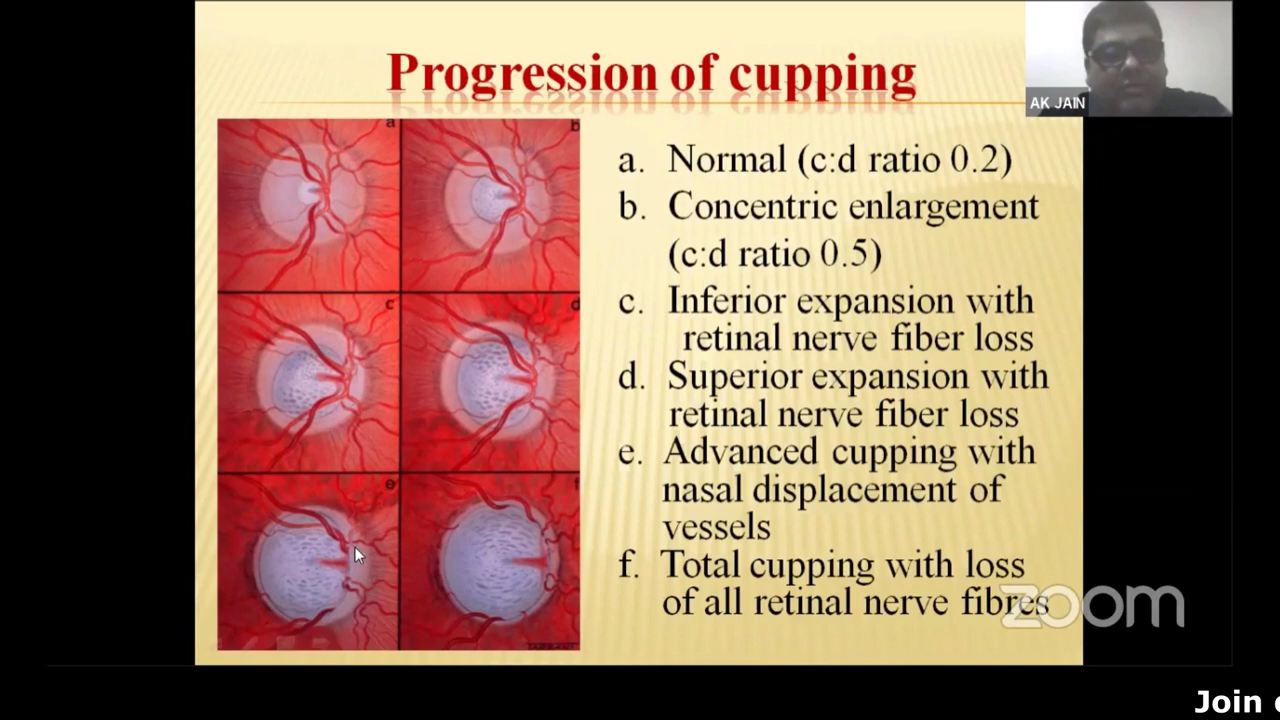 Progression of cupping
AK JAIN
a
b
c
d
e
f
a. Normal (c:d ratio 0.2)
b. Concentric enlargement
(c:d ratio 0.5)
c. Inferior expansion with
retinal nerve fiber loss
d. Superior expansion with
retinal nerve fiber loss
e. Advanced cupping with
nasal displacement of
vessels
f. Total cupping with loss
of all retinal nerve fibres
zoom
Join